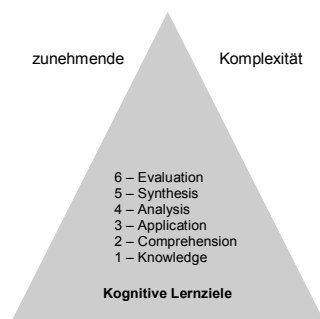 zunehmende Komplexität
6 – Evaluation
5 – Synthesis
4 – Analysis
3 – Application
2 – Comprehension
1 – Knowledge
Kognitive Lernziele